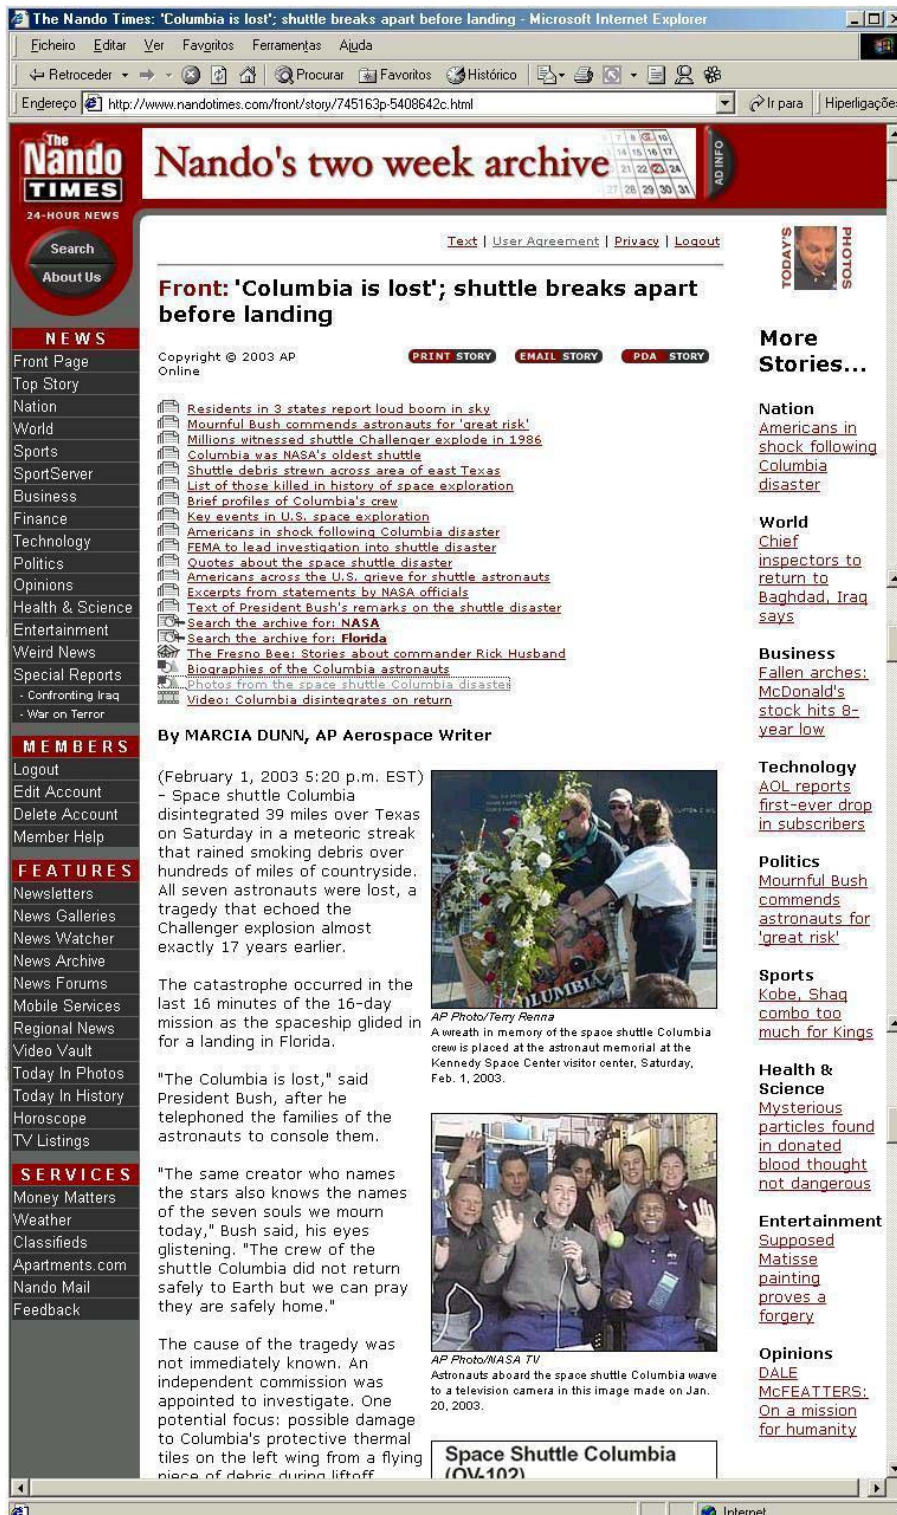 The Nando Times: 'Columbia is lost'; shuttle breaks apart before landing - Microsoft Internet Explorer
Ficheiro Editar Ver Favoritos Ferramentas Ajuda
Retroceder Procurar Favoritos Histórico
Endereço http://www.nandotimes.com/front/story/745163p-5408642c.html Ir para Hiperligações
The
Nando
TIMES
24-HOUR NEWS
Search
About Us
Nando's two week archive
7 8 9 10
14 15 16 17
21 22 23 24
27 28 29 30 31
AD INFO
Text | User Agreement | Privacy | Logout
TODAY'S PHOTOS
Front: 'Columbia is lost'; shuttle breaks apart
before landing
Copyright © 2003 AP
Online
PRINT STORY EMAIL STORY PDA STORY
NEWS
Front Page
Top Story
Nation
World
Sports
SportServer
Business
Finance
Technology
Politics
Opinions
Health & Science
Entertainment
Weird News
Special Reports
- Confronting Iraq
- War on Terror
MEMBERS
Logout
Edit Account
Delete Account
Member Help
FEATURES
Newsletters
News Galleries
News Watcher
News Archive
News Forums
Mobile Services
Regional News
Video Vault
Today In Photos
Today In History
Horoscope
TV Listings
SERVICES
Money Matters
Weather
Classifieds
Apartments.com
Nando Mail
Feedback
Residents in 3 states report loud boom in sky
Mournful Bush commends astronauts for 'great risk'
Millions witnessed shuttle Challenger explode in 1986
Columbia was NASA's oldest shuttle
Shuttle debris strewn across area of east Texas
List of those killed in history of space exploration
Brief profiles of Columbia's crew
Key events in U.S. space exploration
Americans in shock following Columbia disaster
FEMA to lead investigation into shuttle disaster
Quotes about the space shuttle disaster
Americans across the U.S. grieve for shuttle astronauts
Excerpts from statements by NASA officials
Text of President Bush's remarks on the shuttle disaster
Search the archive for: NASA
Search the archive for: Florida
The Fresno Bee: Stories about commander Rick Husband
Biographies of the Columbia astronauts
Photos from the space shuttle Columbia disaster
Video: Columbia disintegrates on return
By MARCIA DUNN, AP Aerospace Writer
(February 1, 2003 5:20 p.m. EST)
- Space shuttle Columbia
disintegrated 39 miles over Texas
on Saturday in a meteoric streak
that rained smoking debris over
hundreds of miles of countryside.
All seven astronauts were lost, a
tragedy that echoed the
Challenger explosion almost
exactly 17 years earlier.
The catastrophe occurred in the
last 16 minutes of the 16-day
mission as the spaceship glided in
for a landing in Florida.
"The Columbia is lost," said
President Bush, after he
telephoned the families of the
astronauts to console them.
"The same creator who names
the stars also knows the names
of the seven souls we mourn
today," Bush said, his eyes
glistening. "The crew of the
shuttle Columbia did not return
safely to Earth but we can pray
they are safely home."
The cause of the tragedy was
not immediately known. An
independent commission was
appointed to investigate. One
potential focus: possible damage
to Columbia's protective thermal
tiles on the left wing from a flying
piece of debris during liftoff
COLUMBIA
AP Photo/Terry Renna
A wreath in memory of the space shuttle Columbia
crew is placed at the astronaut memorial at the
Kennedy Space Center visitor center, Saturday,
Feb. 1, 2003.
AP Photo/NASA TV
Astronauts aboard the space shuttle Columbia wave
to a television camera in this image made on Jan.
20, 2003.
Space Shuttle Columbia
(OV-102)
More
Stories...
Nation
Americans in
shock following
Columbia
disaster
World
Chief
inspectors to
return to
Baghdad, Iraq
says
Business
Fallen arches:
McDonald's
stock hits 8-
year low
Technology
AOL reports
first-ever drop
in subscribers
Politics
Mournful Bush
commends
astronauts for
'great risk'
Sports
Kobe, Shaq
combo too
much for Kings
Health &
Science
Mysterious
particles found
in donated
blood thought
not dangerous
Entertainment
Supposed
Matisse
painting
proves a
forgery
Opinions
DALE
McFEATTERS:
On a mission
for humanity
Internet